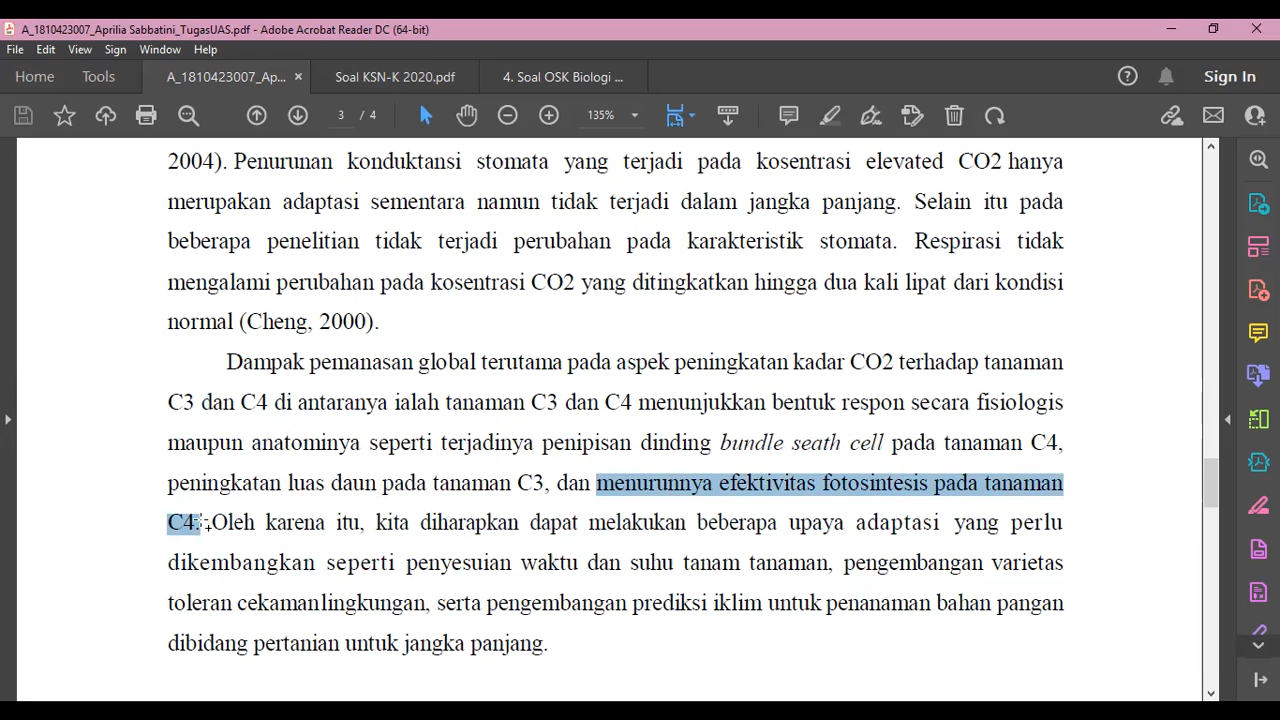 A_1810423007_Aprilia Sabbatini_TugasUAS.pdf - Adobe Acrobat Reader DC (64-bit)
File Edit View Sign Window Help
Home Tools A_1810423007_Ap... × Soal KSN-K 2020.pdf 4. Soal OSK Biologi ... Sign In
3 / 4 135%
2004). Penurunan konduktansi stomata yang terjadi pada kosentrasi elevated CO2 hanya
merupakan adaptasi sementara namun tidak terjadi dalam jangka panjang. Selain itu pada
beberapa penelitian tidak terjadi perubahan pada karakteristik stomata. Respirasi tidak
mengalami perubahan pada kosentrasi CO2 yang ditingkatkan hingga dua kali lipat dari kondisi
normal (Cheng, 2000).
Dampak pemanasan global terutama pada aspek peningkatan kadar CO2 terhadap tanaman
C3 dan C4 di antaranya ialah tanaman C3 dan C4 menunjukkan bentuk respon secara fisiologis
maupun anatominya seperti terjadinya penipisan dinding bundle seath cell pada tanaman C4,
peningkatan luas daun pada tanaman C3, dan menurunnya efektivitas fotosintesis pada tanaman
C4. Oleh karena itu, kita diharapkan dapat melakukan beberapa upaya adaptasi yang perlu
dikembangkan seperti penyesuian waktu dan suhu tanam tanaman, pengembangan varietas
toleran cekamanlingkungan, serta pengembangan prediksi iklim untuk penanaman bahan pangan
dibidang pertanian untuk jangka panjang.